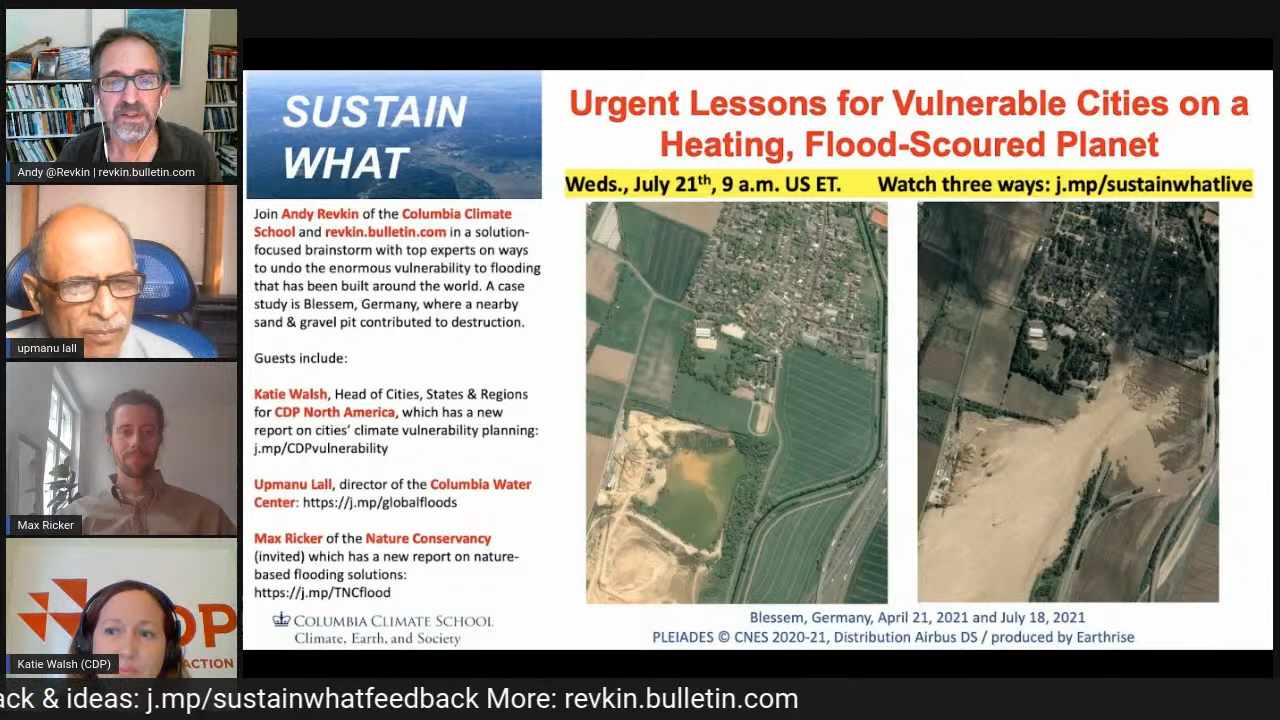 Andy @Revkin | revkin.bulletin.com
upmanu lall
Max Ricker
CDP
ACTION
Katie Walsh (CDP)
SUSTAIN
WHAT
Join Andy Revkin of the Columbia Climate
School and revkin.bulletin.com in a solution-
focused brainstorm with top experts on ways
to undo the enormous vulnerability to flooding
that has been built around the world. A case
study is Blessem, Germany, where a nearby
sand & gravel pit contributed to destruction.
Guests include:
Katie Walsh, Head of Cities, States & Regions
for CDP North America, which has a new
report on cities' climate vulnerability planning:
j.mp/CDPvulnerability
Upmanu Lall, director of the Columbia Water
Center: https://j.mp/globalfloods
Max Ricker of the Nature Conservancy
(invited) which has a new report on nature-
based flooding solutions:
https://j.mp/TNCflood
COLUMBIA CLIMATE SCHOOL
Climate, Earth, and Society
Urgent Lessons for Vulnerable Cities on a
Heating, Flood-Scoured Planet
Weds., July 21th, 9 a.m. US ET. Watch three ways: j.mp/sustainwhatlive
Blessem, Germany, April 21, 2021 and July 18, 2021
PLEIADES © CNES 2020-21, Distribution Airbus DS / produced by Earthrise
ack & ideas: j.mp/sustainwhatfeedback More: revkin.bulletin.com